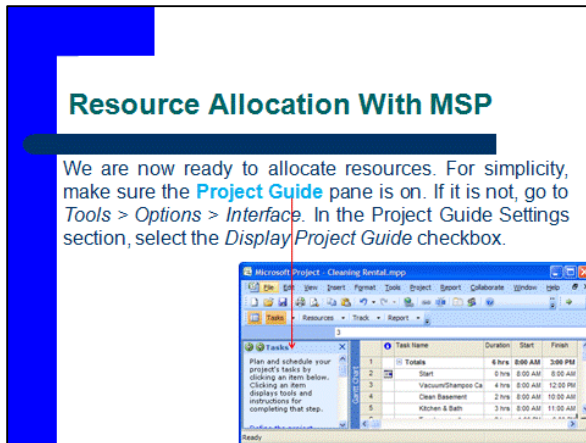 Resource Allocation With MSP
We are now ready to allocate resources. For simplicity,
make sure the Project Guide pane is on. If it is not, go to
Tools > Options > Interface. In the Project Guide Settings
section, select the Display Project Guide checkbox.
Microsoft Project - Cleaning Rental.mpp
File Edit View Insert Format Tools Project Report Collaborate Window Help
Tasks Resources Track Report
3
Tasks
Plan and schedule your
project's tasks by
clicking an item below.
Clicking an item
displays tools and
instructions for
completing that step.
Define the project
Gantt Chart
Task Name Duration Start Finish
1 Totals 6 hrs 8:00 AM 3:00 PM
2 Start 0 hrs 8:00 AM 8:00 AM
3 Vacuum/Shampoo Ca 4 hrs 8:00 AM 12:00 PM
4 Clean Basement 2 hrs 8:00 AM 10:00 AM
5 Kitchen & Bath 3 hrs 8:00 AM 11:00 AM
Ready